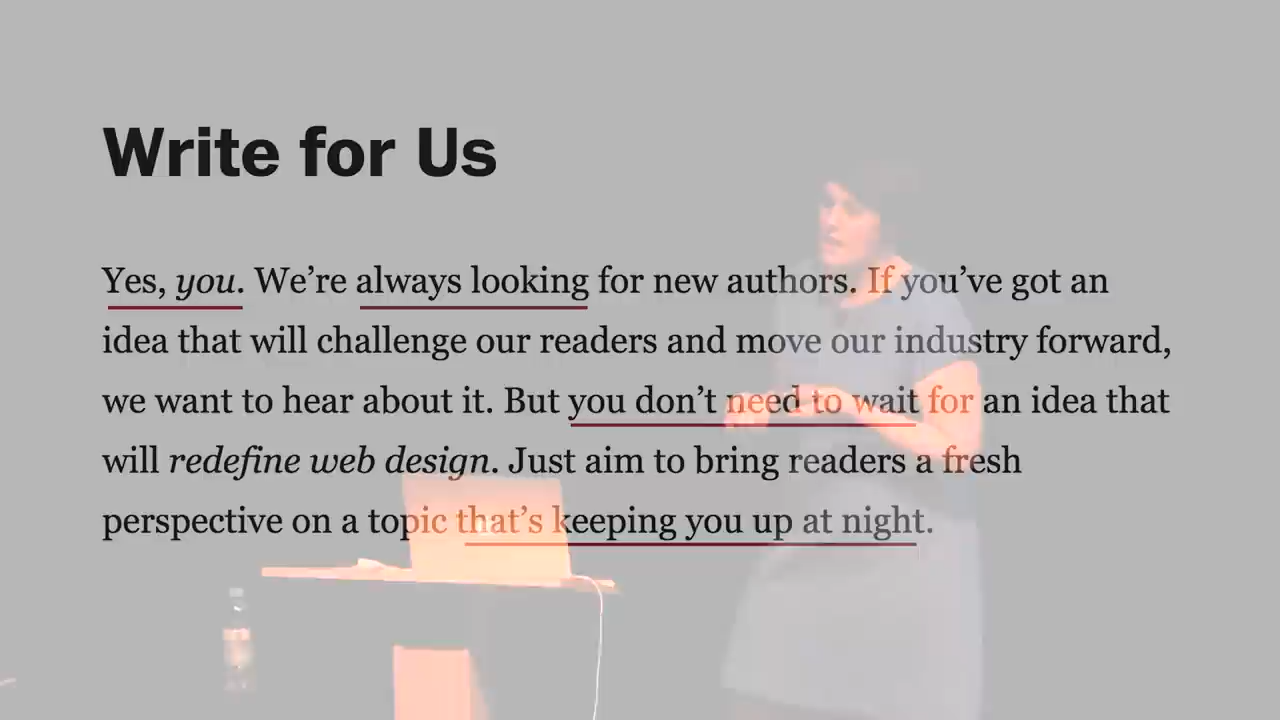 Write for Us
Yes, you. We’re always looking for new authors. If you’ve got an
idea that will challenge our readers and move our industry forward,
we want to hear about it. But you don’t need to wait for an idea that
will redefine web design. Just aim to bring readers a fresh
perspective on a topic that’s keeping you up at night.